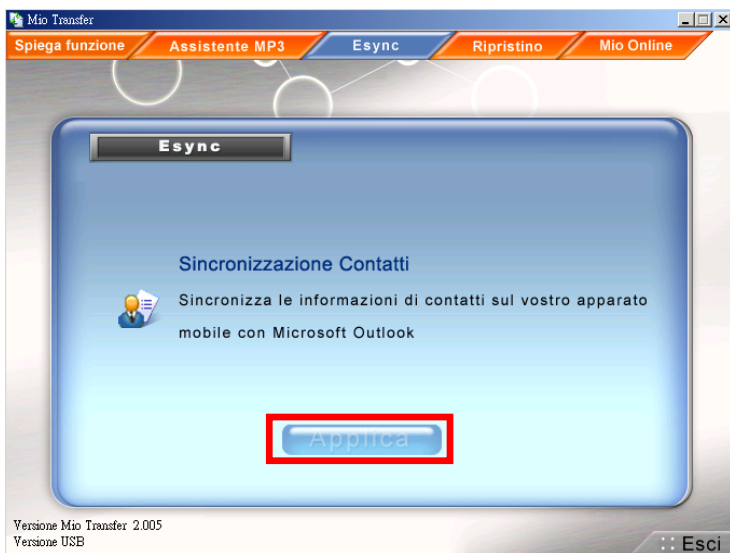 Mio Transfer
Spiega funzione Assistente MP3 Esync Ripristino Mio Online
Esync
Sincronizzazione Contatti
Sincronizza le informazioni di contatti sul vostro apparato
mobile con Microsoft Outlook
Applica
Versione Mio Transfer 2.005
Versione USB
:: Esci